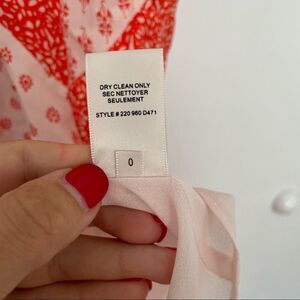 DRY CLEAN ONLY
SEC NETTOYER
SEULEMENT
STYLE # 220 960 D471
0